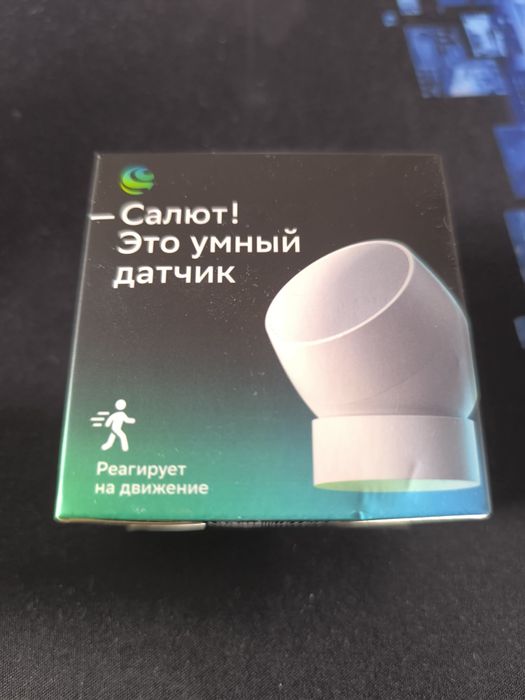 — Салют!
Это умный
датчик
Реагирует
на движение